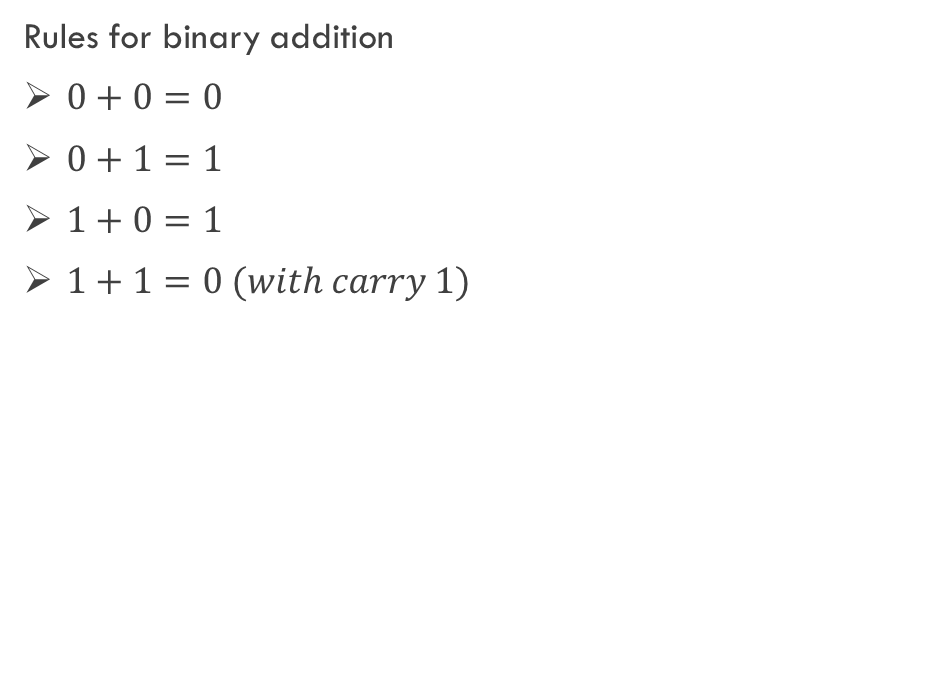 Rules for binary addition
➢ 0 + 0 = 0
➢ 0 + 1 = 1
➢ 1 + 0 = 1
➢ 1 + 1 = 0 (with carry 1)